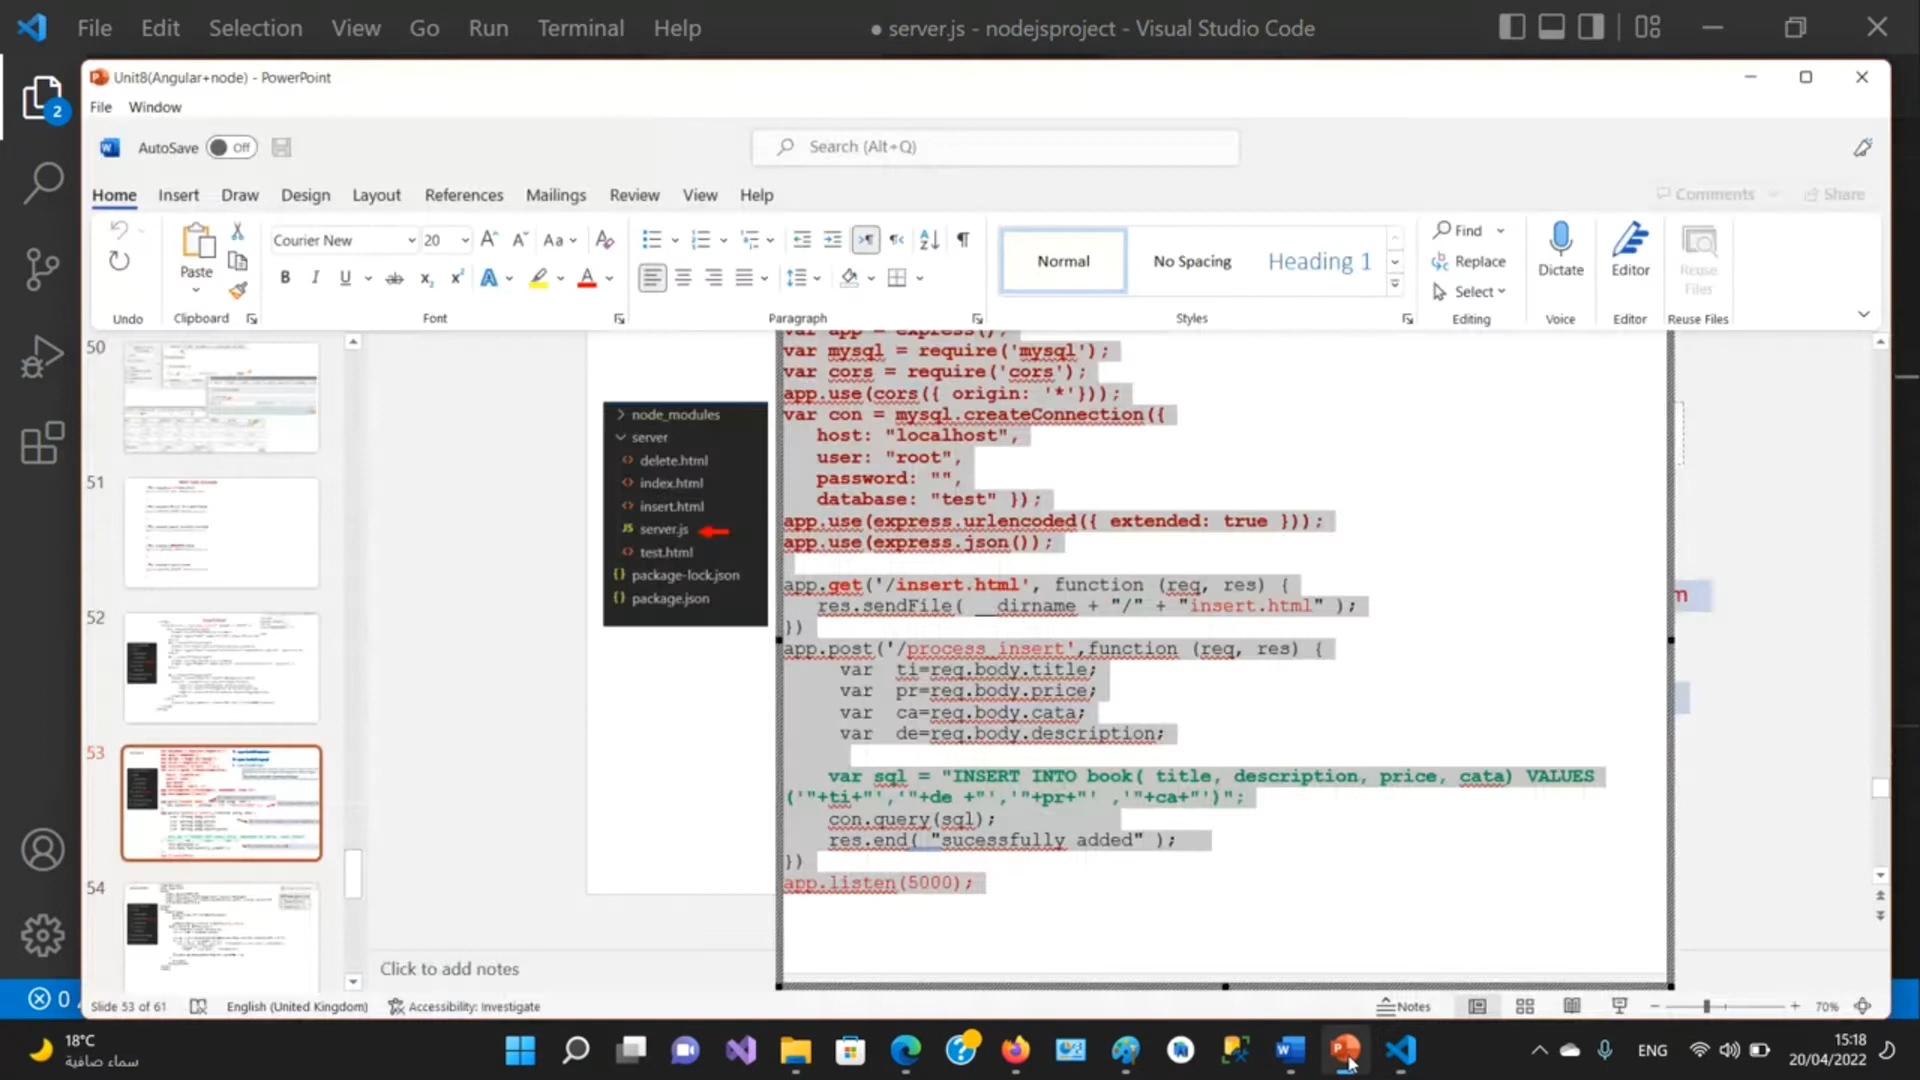 File Edit Selection View Go Run Terminal Help
● server.js - nodejsproject - Visual Studio Code
Unit8(Angular+node) - PowerPoint
File Window
AutoSave Off
Search (Alt+Q)
Home Insert Draw Design Layout References Mailings Review View Help
Comments Share
Paste
Courier New 20
Normal
No Spacing
Heading 1
Find
Replace
Select
Dictate
Editor
Reuse
Files
Undo Clipboard Font Paragraph Styles Editing Voice Editor Reuse Files
2
50
51
52
53
54
node_modules
server
delete.html
index.html
insert.html
JS server.js
test.html
{} package-lock.json
{} package.json
var app = express();
var mysql = require('mysql');
var cors = require('cors');
app.use(cors({ origin: '*'}));
var con = mysql.createConnection({
host: "localhost",
user: "root",
password: "",
database: "test" });
app.use(express.urlencoded({ extended: true }));
app.use(express.json());
app.get('/insert.html', function (req, res) {
res.sendFile( __dirname + "/" + "insert.html" );
})
app.post('/process_insert',function (req, res) {
var ti=req.body.title;
var pr=req.body.price;
var ca=req.body.cata;
var de=req.body.description;
var sql = "INSERT INTO book( title, description, price, cata) VALUES
('"+ti+"','"+de +"','"+pr+"' ,'"+ca+"')";
con.query(sql);
res.end( "sucessfully added" );
})
app.listen(5000);
m
Click to add notes
0
Slide 53 of 61 English (United Kingdom) Accessibility: Investigate
Notes
70%
18°C
سماء صافية
ENG
15:18
20/04/2022